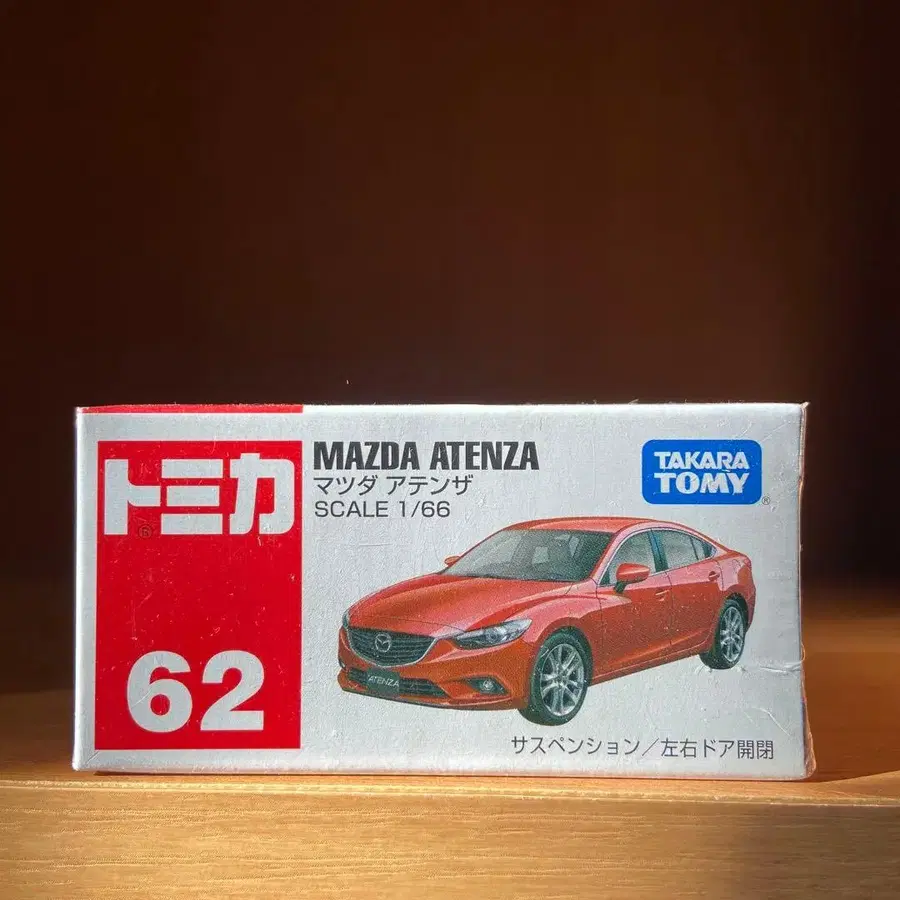 トミカ
62
MAZDA ATENZA
マツダ アテンザ
SCALE 1/66
TAKARA
TOMY
®
ATENZA
サスペンション/左右ドア開閉